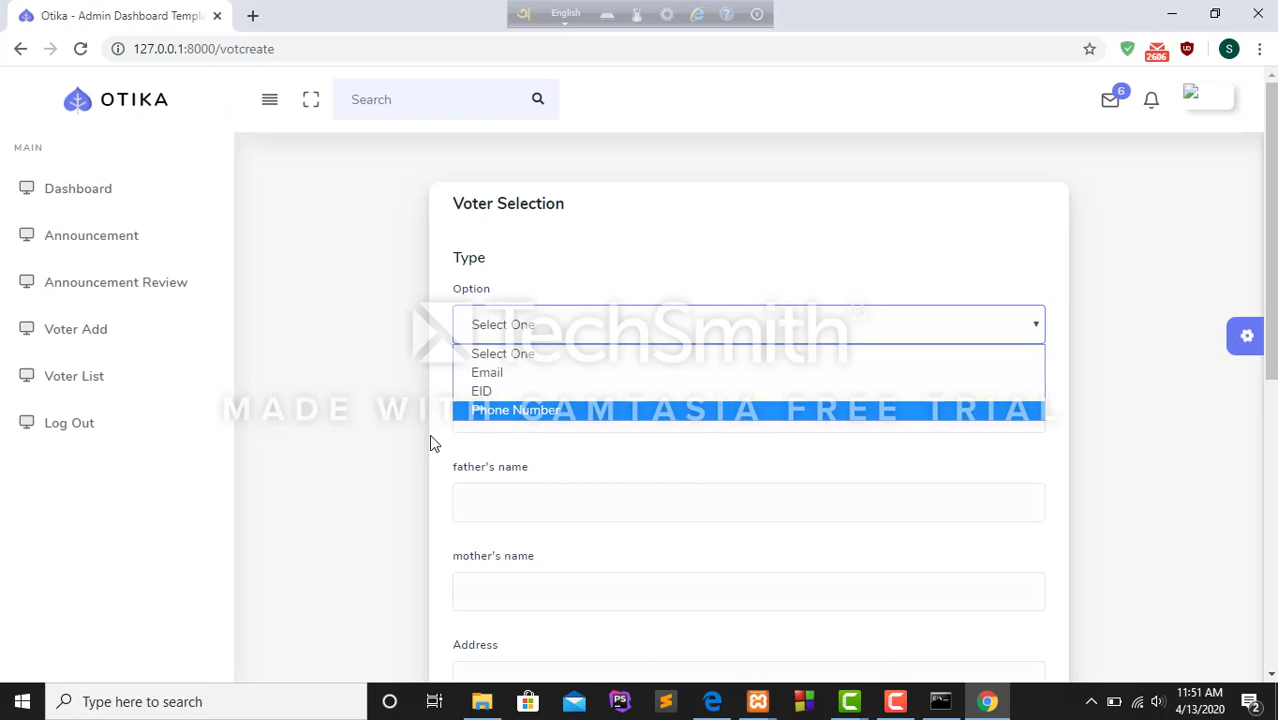 Otika - Admin Dashboard Templa
English
127.0.0.1:8000/votcreate
2606
S
OTIKA
Search
6
MAIN
Dashboard
Announcement
Announcement Review
Voter Add
Voter List
Log Out
Voter Selection
Type
Option
Select One
Select One
Email
EID
Phone Number
TechSmith
MADE WITH CAMTASIA FREE TRIAL
father's name
mother's name
Address
Type here to search
11:51 AM
4/13/2020
2